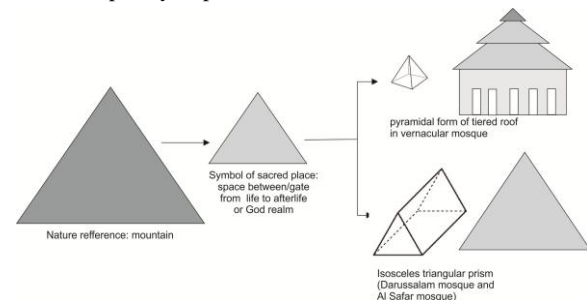 Nature refference: mountain
Symbol of sacred place:
space between/gate
from life to afterlife
or God realm
pyramidal form of tiered roof
in vernacular mosque
Isosceles triangular prism
(Darussalam mosque and
Al Safar mosque)